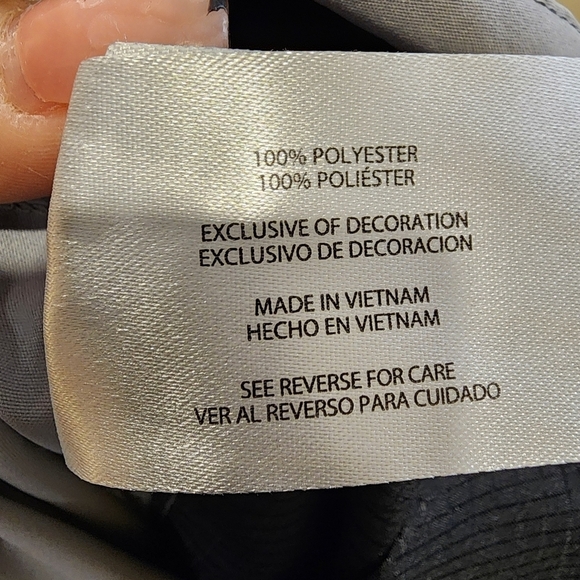 100% POLYESTER
100% POLIÉSTER
EXCLUSIVE OF DECORATION
EXCLUSIVO DE DECORACION
MADE IN VIETNAM
HECHO EN VIETNAM
SEE REVERSE FOR CARE
VER AL REVERSO PARA CUIDADO